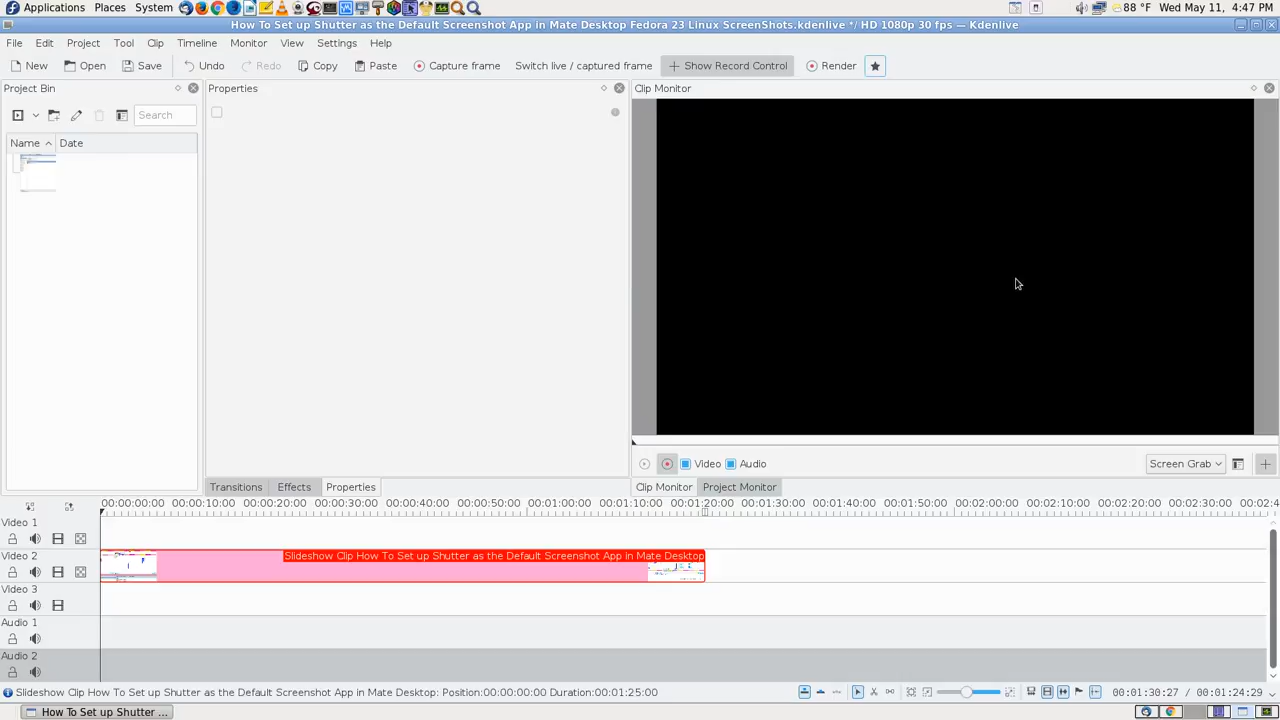 Applications Places System 88 °F Wed May 11, 4:47 PM
How To Set up Shutter as the Default Screenshot App in Mate Desktop Fedora 23 Linux ScreenShots.kdenlive */ HD 1080p 30 fps — Kdenlive
File Edit Project Tool Clip Timeline Monitor View Settings Help
New Open Save Undo Redo Copy Paste Capture frame Switch live / captured frame Show Record Control Render
Project Bin Properties Clip Monitor
Search
Name Date
Video Audio Screen Grab
Transitions Effects Properties Clip Monitor Project Monitor
00:00:00:00 00:00:10:00 00:00:20:00 00:00:30:00 00:00:40:00 00:00:50:00 00:01:00:00 00:01:10:00 00:01:20:00 00:01:30:00 00:01:40:00 00:01:50:00 00:02:00:00 00:02:10:00 00:02:20:00 00:02:30:00 00:02:4
Video 1
Video 2
Slideshow Clip How To Set up Shutter as the Default Screenshot App in Mate Desktop
Video 3
Audio 1
Audio 2
Slideshow Clip How To Set up Shutter as the Default Screenshot App in Mate Desktop: Position:00:00:00:00 Duration:00:01:25:00 00:01:30:27 / 00:01:24:29
How To Set up Shutter ...